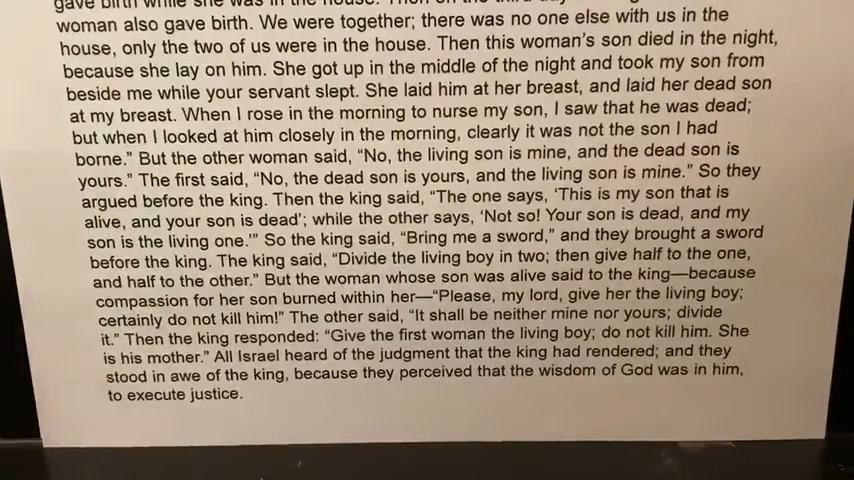 gave birth while she was in the house. Then on the third day
woman also gave birth. We were together; there was no one else with us in the
house, only the two of us were in the house. Then this woman's son died in the night,
because she lay on him. She got up in the middle of the night and took my son from
beside me while your servant slept. She laid him at her breast, and laid her dead son
at my breast. When I rose in the morning to nurse my son, I saw that he was dead;
but when I looked at him closely in the morning, clearly it was not the son I had
borne.” But the other woman said, “No, the living son is mine, and the dead son is
yours.” The first said, “No, the dead son is yours, and the living son is mine.” So they
argued before the king. Then the king said, “The one says, ‘This is my son that is
alive, and your son is dead’; while the other says, ‘Not so! Your son is dead, and my
son is the living one.’” So the king said, “Bring me a sword,” and they brought a sword
before the king. The king said, “Divide the living boy in two; then give half to the one,
and half to the other.” But the woman whose son was alive said to the king—because
compassion for her son burned within her—“Please, my lord, give her the living boy;
certainly do not kill him!” The other said, “It shall be neither mine nor yours; divide
it.” Then the king responded: “Give the first woman the living boy; do not kill him. She
is his mother.” All Israel heard of the judgment that the king had rendered; and they
stood in awe of the king, because they perceived that the wisdom of God was in him,
to execute justice.